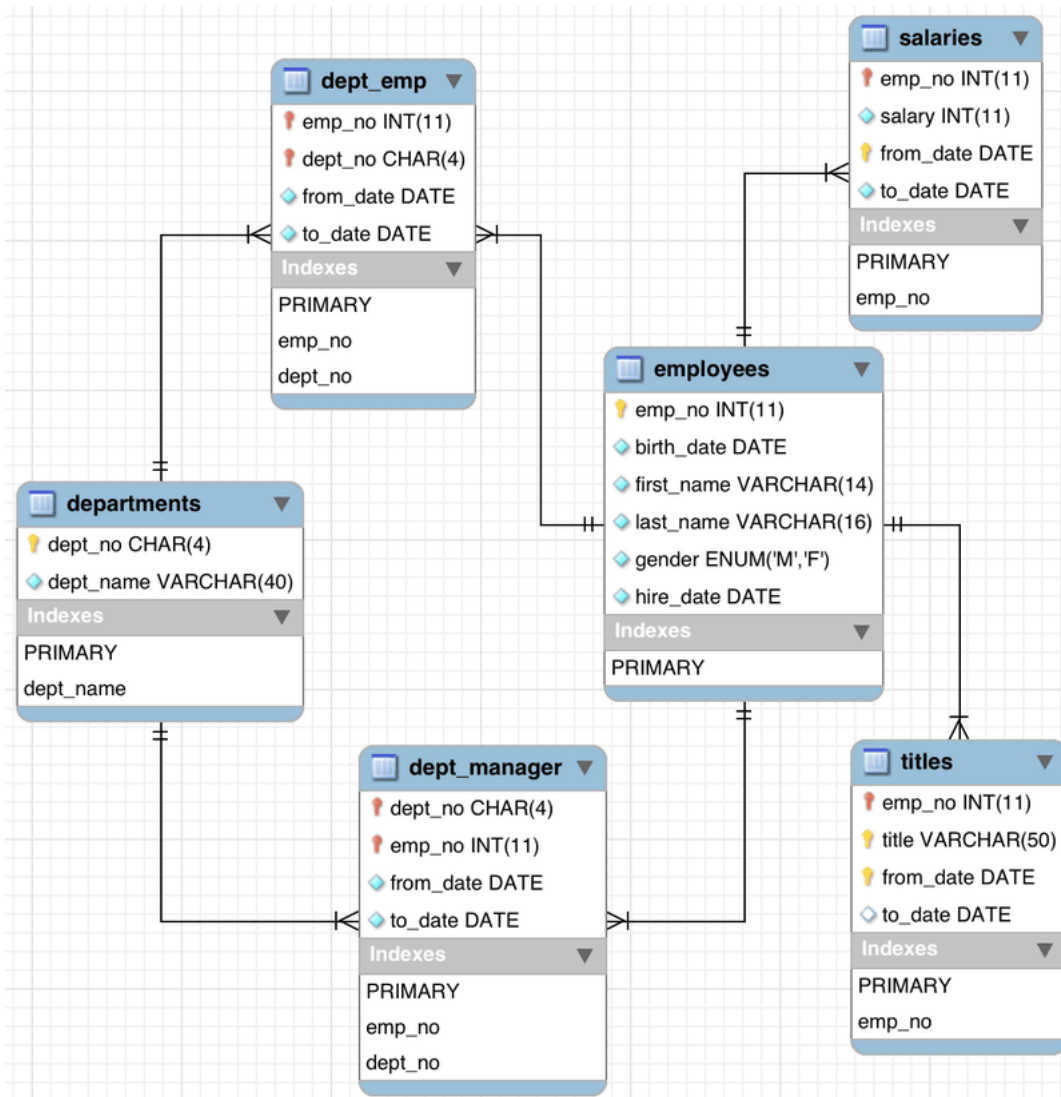 dept_emp
emp_no INT(11)
dept_no CHAR(4)
from_date DATE
to_date DATE
Indexes
PRIMARY
emp_no
dept_no
salaries
emp_no INT(11)
salary INT(11)
from_date DATE
to_date DATE
Indexes
PRIMARY
emp_no
employees
emp_no INT(11)
birth_date DATE
first_name VARCHAR(14)
last_name VARCHAR(16)
gender ENUM('M','F')
hire_date DATE
Indexes
PRIMARY
departments
dept_no CHAR(4)
dept_name VARCHAR(40)
Indexes
PRIMARY
dept_name
dept_manager
dept_no CHAR(4)
emp_no INT(11)
from_date DATE
to_date DATE
Indexes
PRIMARY
emp_no
dept_no
titles
emp_no INT(11)
title VARCHAR(50)
from_date DATE
to_date DATE
Indexes
PRIMARY
emp_no